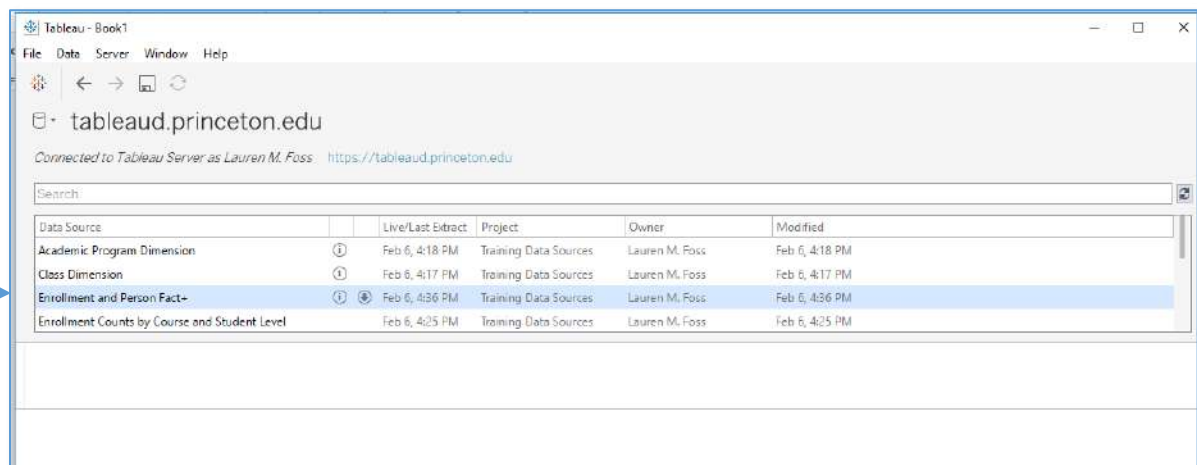 Tableau - Book1
File Data Server Window Help
tableaud.princeton.edu
Connected to Tableau Server as Lauren M. Foss https://tableaud.princeton.edu
Search
Data Source Live/Last Extract Project Owner Modified
Academic Program Dimension Feb 6, 4:18 PM Training Data Sources Lauren M. Foss Feb 6, 4:18 PM
Class Dimension Feb 6, 4:17 PM Training Data Sources Lauren M. Foss Feb 6, 4:17 PM
Enrollment and Person Fact+ Feb 6, 4:36 PM Training Data Sources Lauren M. Foss Feb 6, 4:36 PM
Enrollment Counts by Course and Student Level Feb 6, 4:25 PM Training Data Sources Lauren M. Foss Feb 6, 4:25 PM